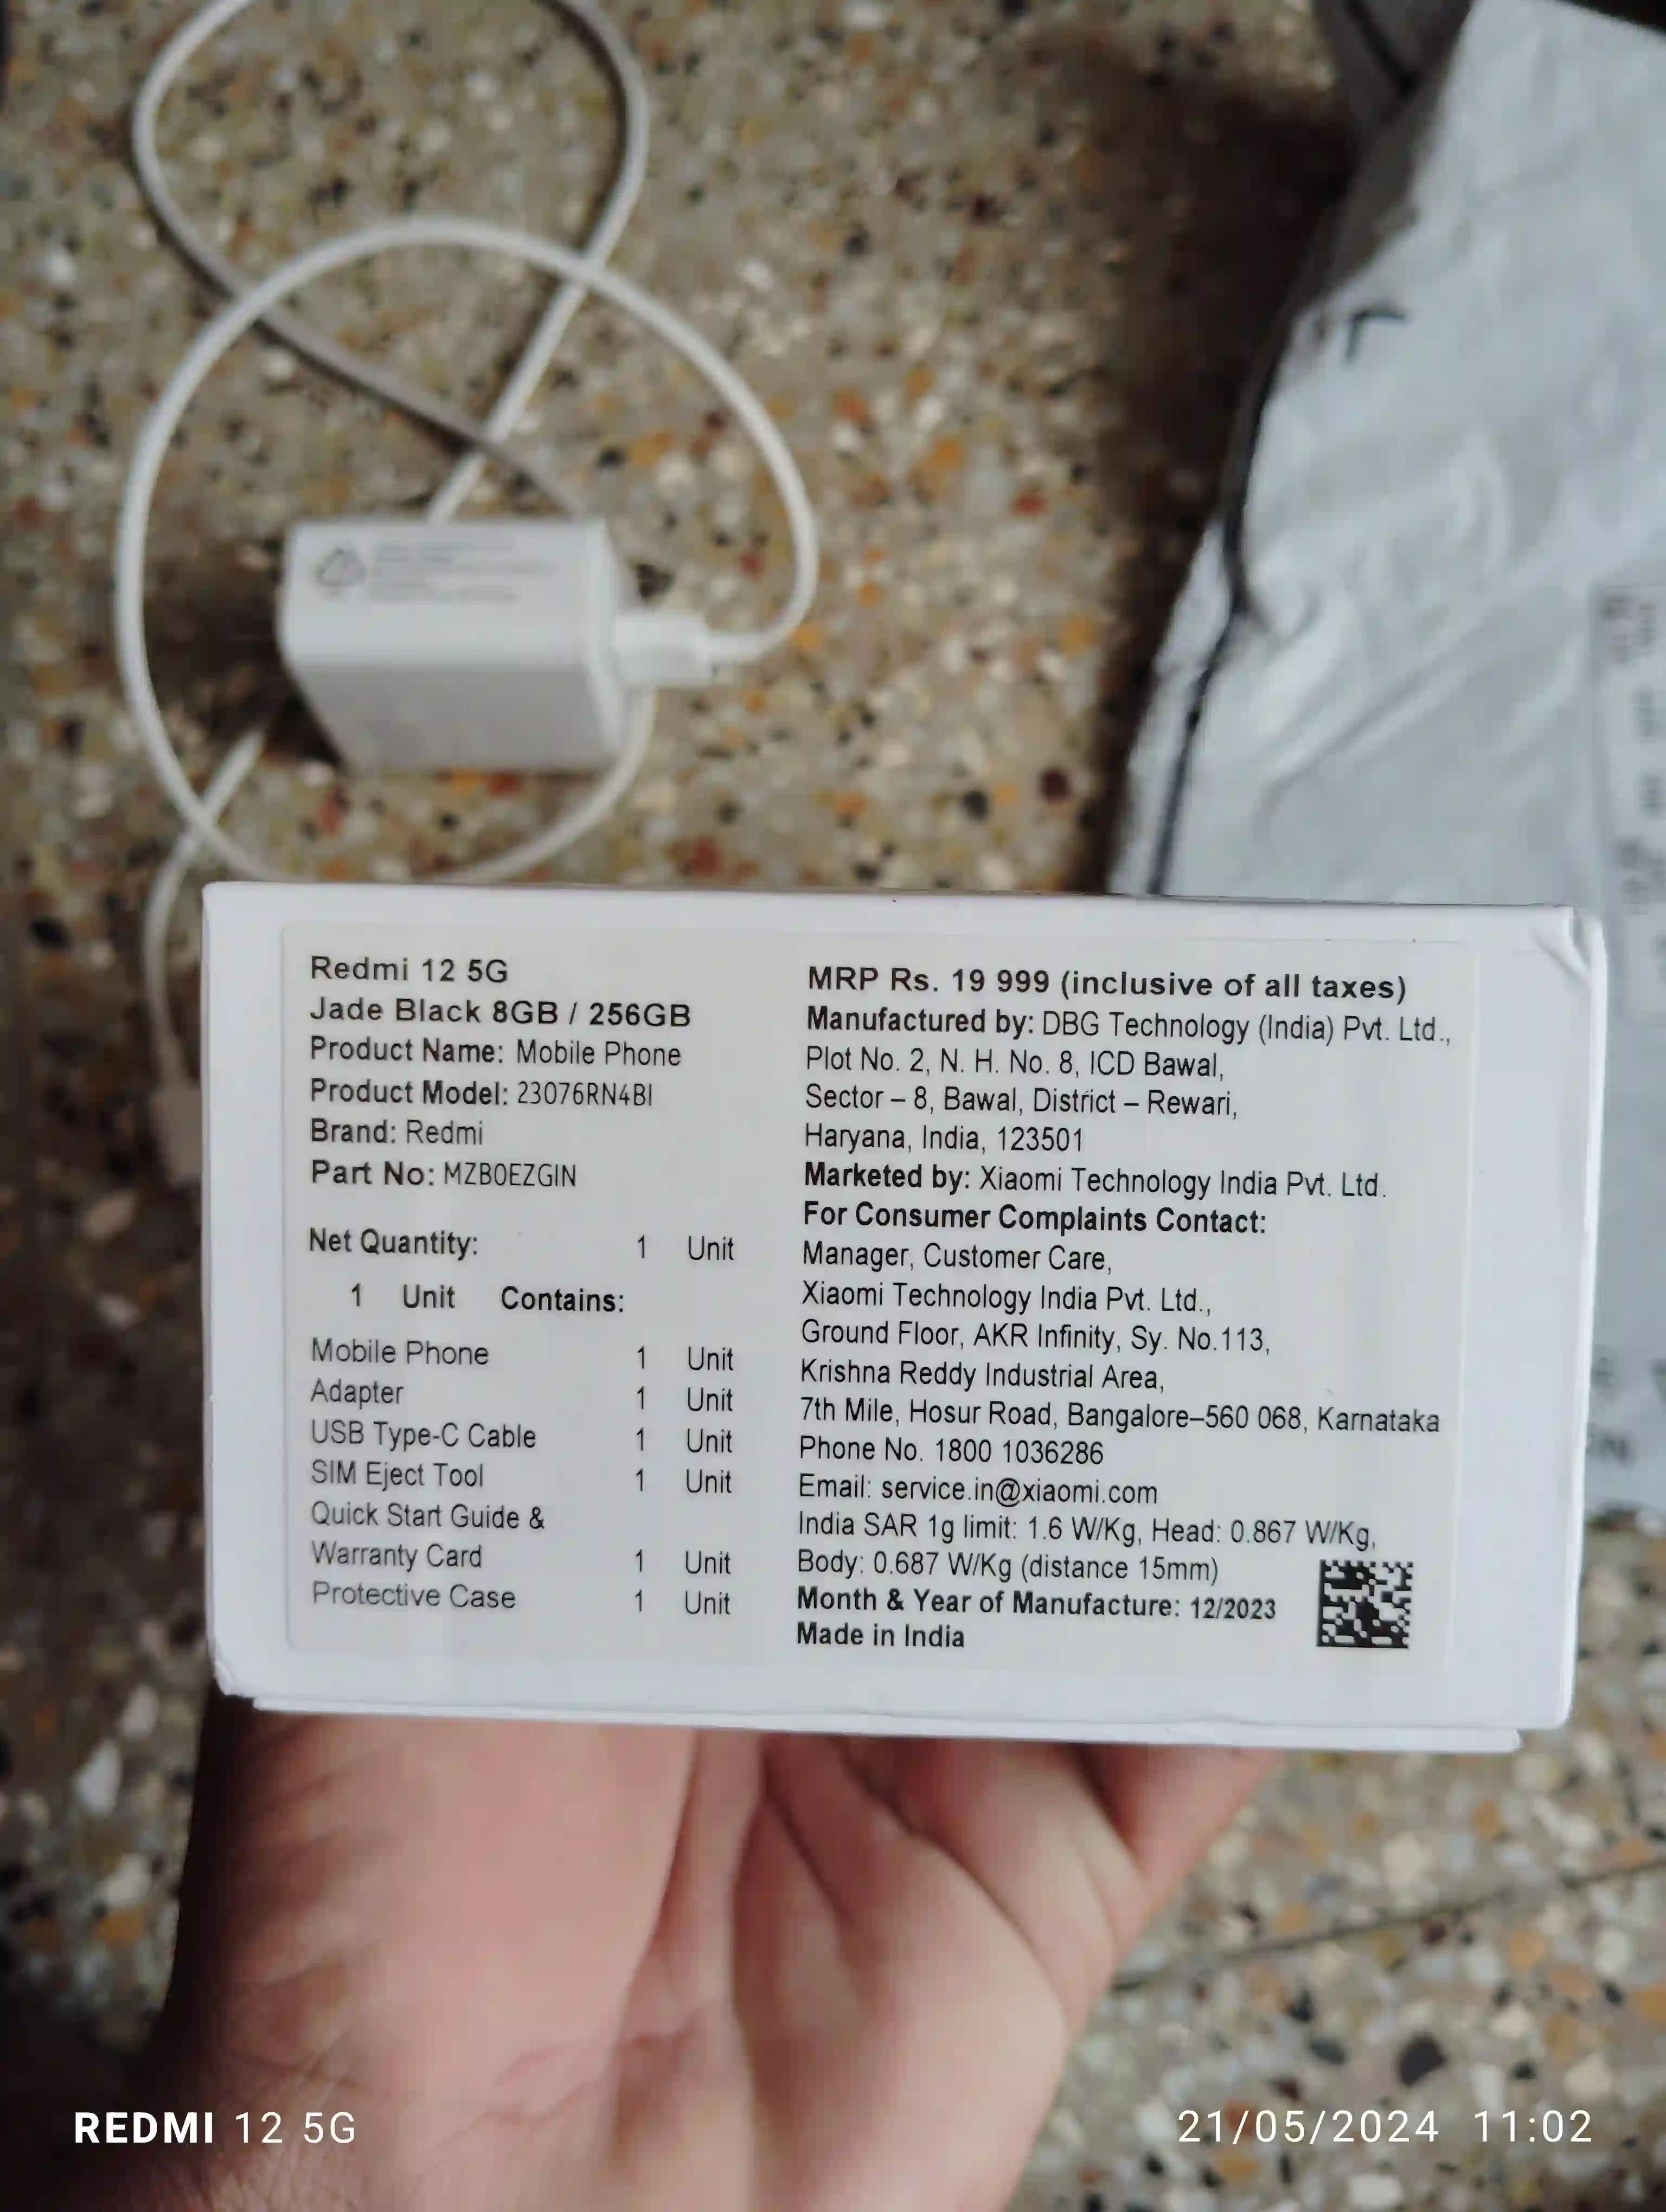 Redmi 12 5G
Jade Black 8GB / 256GB
Product Name: Mobile Phone
Product Model: 23076RN4BI
Brand: Redmi
Part No: MZB0EZGIN
Net Quantity: 1 Unit
1 Unit Contains:
Mobile Phone 1 Unit
Adapter 1 Unit
USB Type-C Cable 1 Unit
SIM Eject Tool 1 Unit
Quick Start Guide &
Warranty Card 1 Unit
Protective Case 1 Unit
MRP Rs. 19 999 (inclusive of all taxes)
Manufactured by: DBG Technology (India) Pvt. Ltd.,
Plot No. 2, N. H. No. 8, ICD Bawal,
Sector – 8, Bawal, District – Rewari,
Haryana, India, 123501
Marketed by: Xiaomi Technology India Pvt. Ltd.
For Consumer Complaints Contact:
Manager, Customer Care,
Xiaomi Technology India Pvt. Ltd.,
Ground Floor, AKR Infinity, Sy. No.113,
Krishna Reddy Industrial Area,
7th Mile, Hosur Road, Bangalore–560 068, Karnataka
Phone No. 1800 1036286
Email: service.in@xiaomi.com
India SAR 1g limit: 1.6 W/Kg, Head: 0.867 W/Kg,
Body: 0.687 W/Kg (distance 15mm)
Month & Year of Manufacture: 12/2023
Made in India
REDMI 12 5G
21/05/2024 11:02